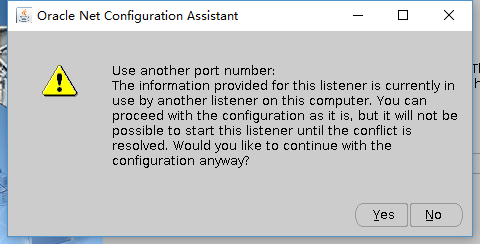 Oracle Net Configuration Assistant
Use another port number:
The information provided for this listener is currently in
use by another listener on this computer. You can
proceed with the configuration as it is, but it will not be
possible to start this listener until the conflict is
resolved. Would you like to continue with the
configuration anyway?
Yes No